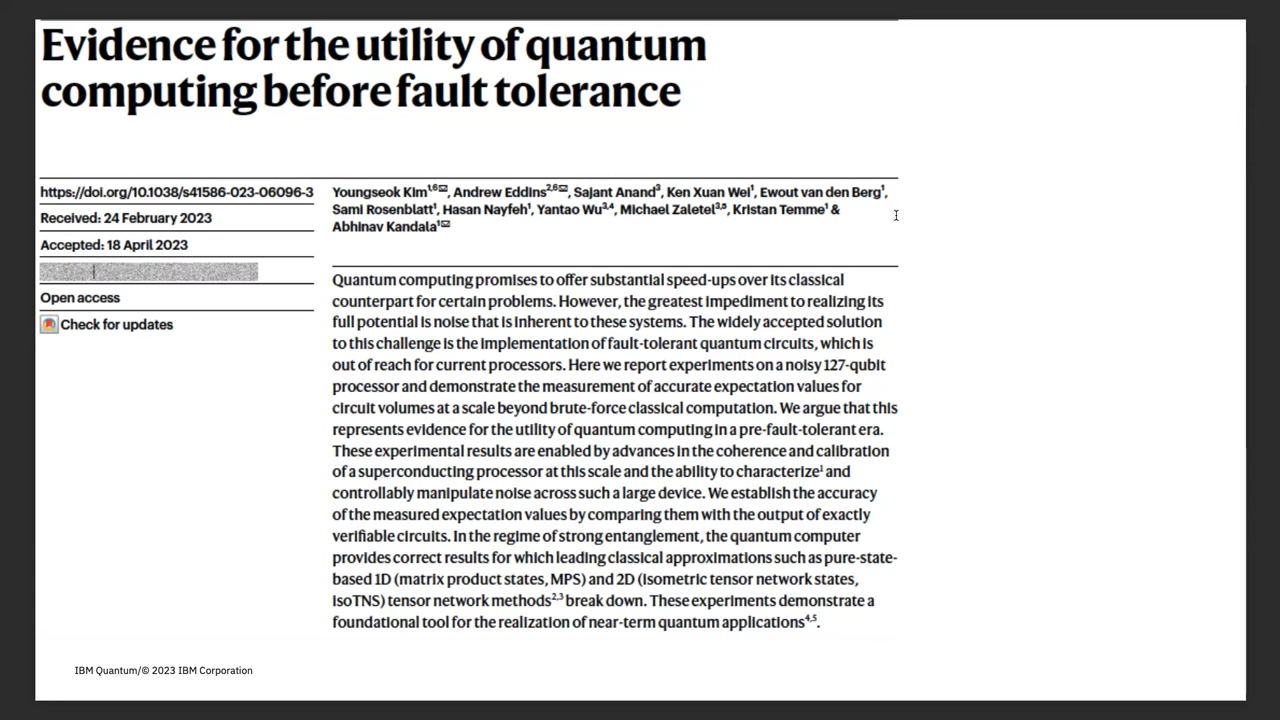 Evidence for the utility of quantum
computing before fault tolerance
https://doi.org/10.1038/s41586-023-06096-3
Received: 24 February 2023
Accepted: 18 April 2023
Open access
Check for updates
Youngseok Kim1,6✉, Andrew Eddins2,6✉, Sajant Anand3, Ken Xuan Wei1, Ewout van den Berg1,
Sami Rosenblatt1, Hasan Nayfeh1, Yantao Wu3,4, Michael Zaletel3,5, Kristan Temme1 &
Abhinav Kandala1✉
Quantum computing promises to offer substantial speed-ups over its classical
counterpart for certain problems. However, the greatest impediment to realizing its
full potential is noise that is inherent to these systems. The widely accepted solution
to this challenge is the implementation of fault-tolerant quantum circuits, which is
out of reach for current processors. Here we report experiments on a noisy 127-qubit
processor and demonstrate the measurement of accurate expectation values for
circuit volumes at a scale beyond brute-force classical computation. We argue that this
represents evidence for the utility of quantum computing in a pre-fault-tolerant era.
These experimental results are enabled by advances in the coherence and calibration
of a superconducting processor at this scale and the ability to characterize1 and
controllably manipulate noise across such a large device. We establish the accuracy
of the measured expectation values by comparing them with the output of exactly
verifiable circuits. In the regime of strong entanglement, the quantum computer
provides correct results for which leading classical approximations such as pure-state-
based 1D (matrix product states, MPS) and 2D (isometric tensor network states,
isoTNS) tensor network methods2,3 break down. These experiments demonstrate a
foundational tool for the realization of near-term quantum applications4,5.
IBM Quantum/© 2023 IBM Corporation